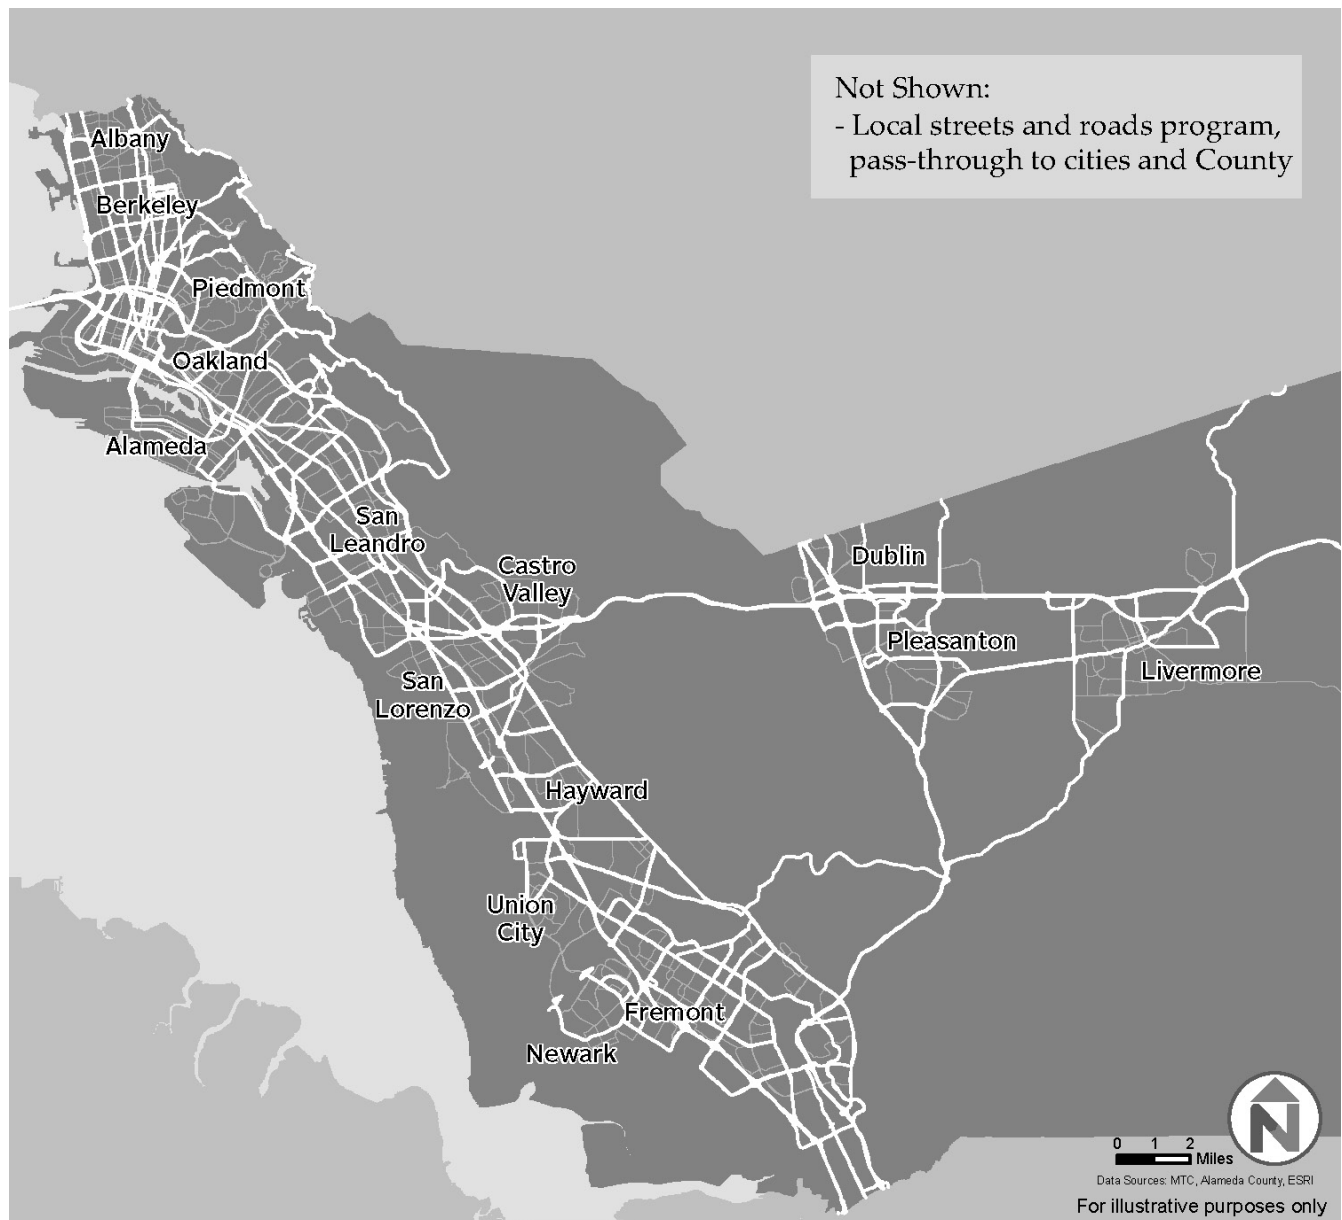 Not Shown:
- Local streets and roads program,
pass-through to cities and County
Albany
Berkeley
Piedmont
Oakland
Alameda
San
Leandro
Castro
Valley
Dublin
Pleasanton
Livermore
San
Lorenzo
Hayward
Union
City
Fremont
Newark
N
0 1 2
Miles
Data Sources: MTC, Alameda County, ESRI
For illustrative purposes only